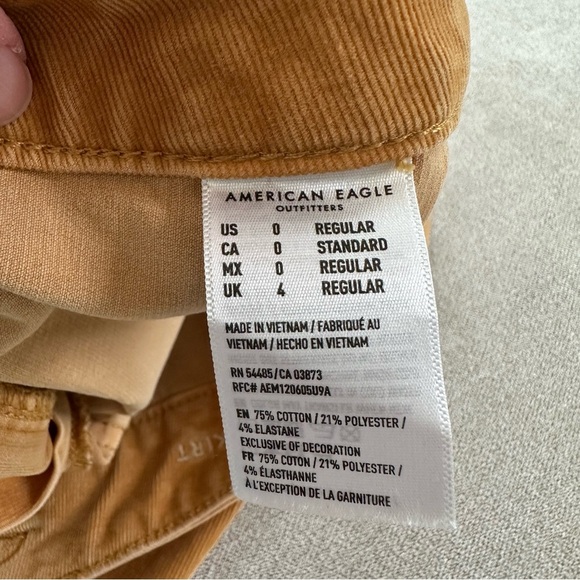 AMERICAN EAGLE
OUTFITTERS
US 0 REGULAR
CA 0 STANDARD
MX 0 REGULAR
UK 4 REGULAR
MADE IN VIETNAM / FABRIQUÉ AU
VIETNAM / HECHO EN VIETNAM
RN 54485 / CA 03873
RFC# AEM120605U9A
EN 75% COTTON / 21% POLYESTER /
4% ELASTANE
EXCLUSIVE OF DECORATION
FR 75% COTON / 21% POLYESTER /
4% ÉLASTHANNE
À L'EXCEPTION DE LA GARNITURE